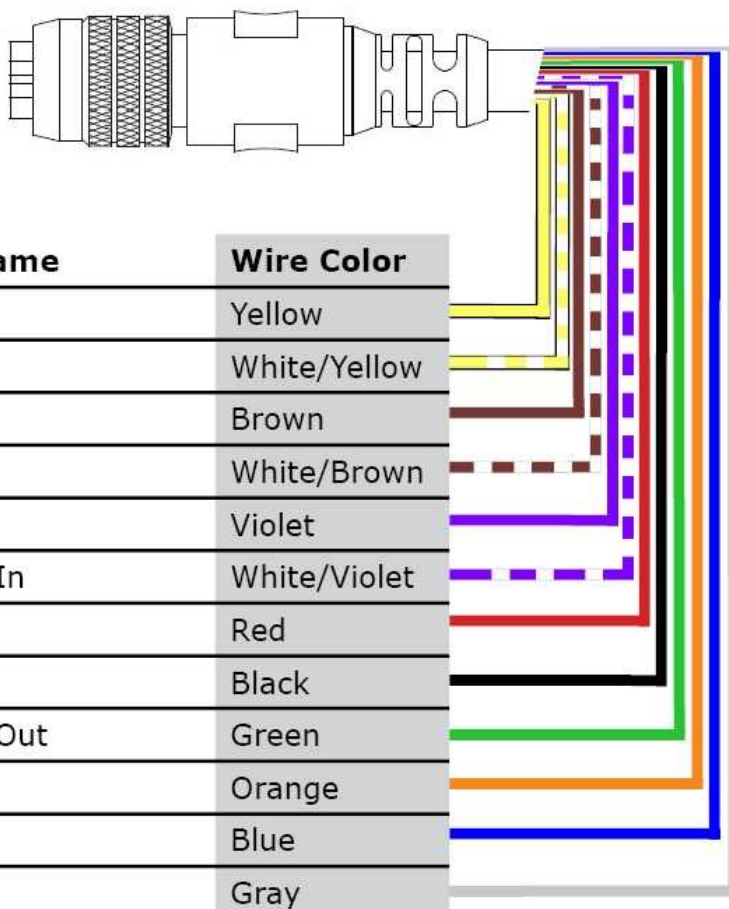 ame Wire Color
Yellow
White/Yellow
Brown
White/Brown
Violet
In White/Violet
Red
Black
Out Green
Orange
Blue
Gray